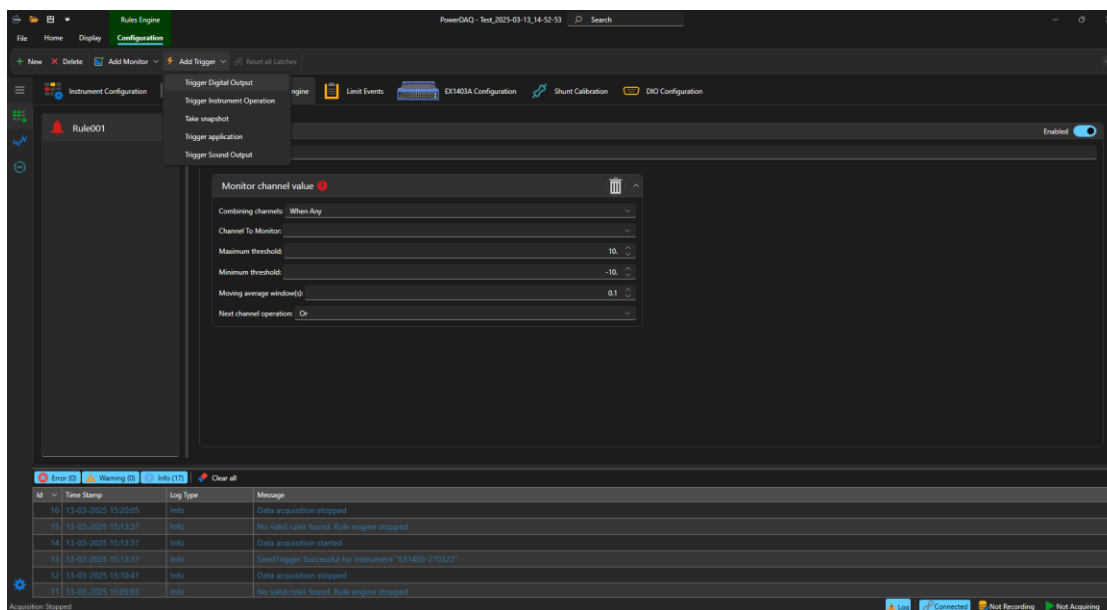 Rules Engine
PowerDAQ - Test_2025-03-13_14-52-53
Search
File Home Display Configuration
New Delete Add Monitor Add Trigger Reset all Latches
Trigger Digital Output
Trigger Instrument Operation
Take snapshot
Trigger application
Trigger Sound Output
Instrument Configuration ngine Limit Events EX1403A Configuration Shunt Calibration DIO Configuration
Rule001
Enabled
Monitor channel value
Combining channels: When Any
Channel To Monitor:
Maximum threshold: 10.
Minimum threshold: -10.
Moving average window(s): 0.1
Next channel operation: Or
Error (0) Warning (0) Info (17) Clear all
Id Time Stamp Log Type Message
16 13-03-2025 15:20:05 Info Data acquisition stopped
15 13-03-2025 15:13:37 Info No valid rules found. Rule engine stopped
14 13-03-2025 15:13:37 Info Data acquisition started
13 13-03-2025 15:13:37 Info SendTrigger Successful for instrument "EX1403-270323"
12 13-03-2025 15:10:41 Info Data acquisition stopped
11 13-03-2025 15:05:03 Info No valid rules found. Rule engine stopped
Acquisition Stopped
Log Connected Not Recording Not Acquiring